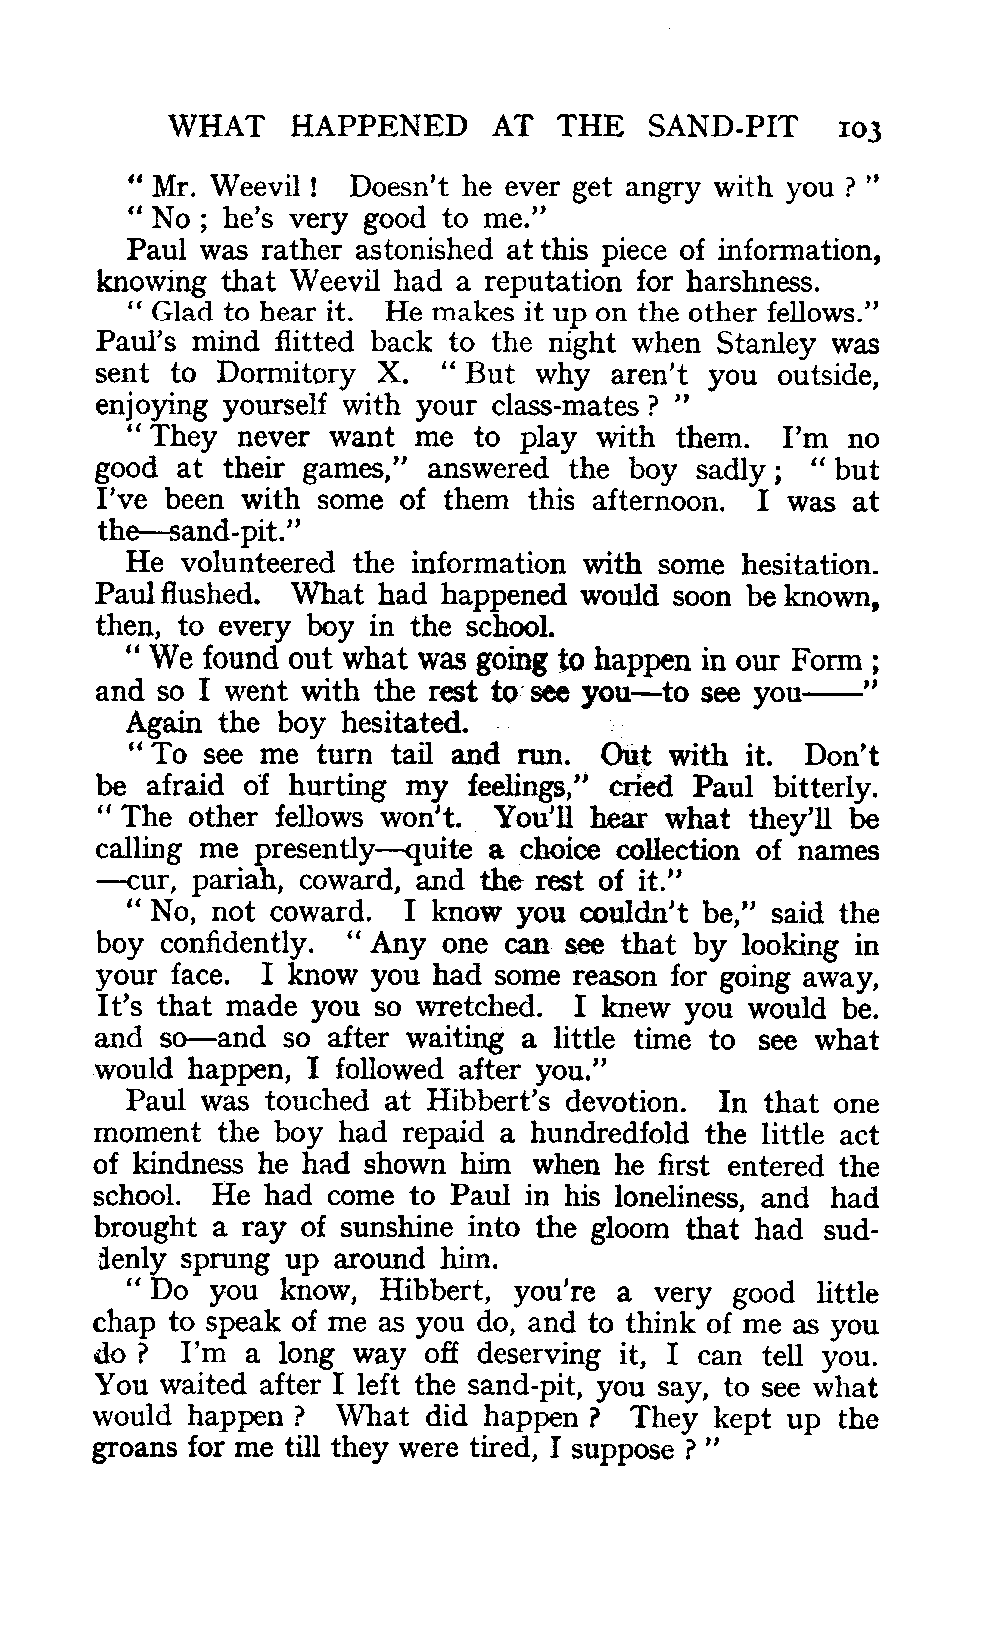 WHAT HAPPENED AT THE SAND-PIT 103
" Mr. Weevil ! Doesn't he ever get angry with you ? "
" No ; he's very good to me."
Paul was rather astonished at this piece of information,
knowing that Weevil had a reputation for harshness.
" Glad to hear it. He makes it up on the other fellows."
Paul's mind flitted back to the night when Stanley was
sent to Dormitory X. " But why aren't you outside,
enjoying yourself with your class-mates ? "
" They never want me to play with them. I'm no
good at their games," answered the boy sadly ; " but
I've been with some of them this afternoon. I was at
the—sand-pit."
He volunteered the information with some hesitation.
Paul flushed. What had happened would soon be known,
then, to every boy in the school.
" We found out what was going to happen in our Form ;
and so I went with the rest to see you—to see you——"
Again the boy hesitated.
" To see me turn tail and run. Out with it. Don't
be afraid of hurting my feelings," cried Paul bitterly.
" The other fellows won't. You'll hear what they'll be
calling me presently—quite a choice collection of names
—cur, pariah, coward, and the rest of it."
" No, not coward. I know you couldn't be," said the
boy confidently. " Any one can see that by looking in
your face. I know you had some reason for going away,
It's that made you so wretched. I knew you would be.
and so—and so after waiting a little time to see what
would happen, I followed after you."
Paul was touched at Hibbert's devotion. In that one
moment the boy had repaid a hundredfold the little act
of kindness he had shown him when he first entered the
school. He had come to Paul in his loneliness, and had
brought a ray of sunshine into the gloom that had sud-
denly sprung up around him.
" Do you know, Hibbert, you're a very good little
chap to speak of me as you do, and to think of me as you
do ? I'm a long way off deserving it, I can tell you.
You waited after I left the sand-pit, you say, to see what
would happen ? What did happen ? They kept up the
groans for me till they were tired, I suppose ? "